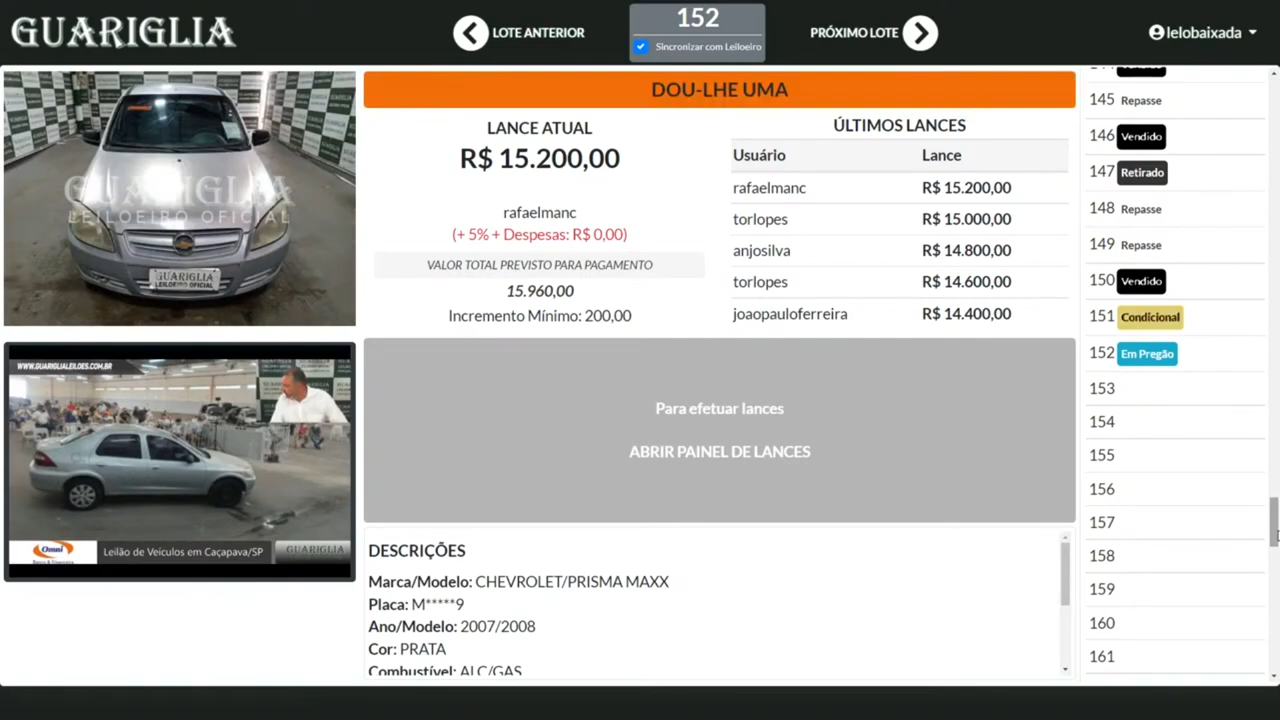 GUARIGLIA
LOTE ANTERIOR
152
Sincronizar com Leiloeiro
PRÓXIMO LOTE
lelobaixada
GUARIGLIA
LEILOEIRO OFICIAL
GUARIGLIA
LEILOEIRO OFICIAL
DOU-LHE UMA
LANCE ATUAL
R$ 15.200,00
rafaelmanc
(+ 5% + Despesas: R$ 0,00)
VALOR TOTAL PREVISTO PARA PAGAMENTO
15.960,00
Incremento Mínimo: 200,00
ÚLTIMOS LANCES
Usuário Lance
rafaelmanc R$ 15.200,00
torlopes R$ 15.000,00
anjosilva R$ 14.800,00
torlopes R$ 14.600,00
joaopauloferreira R$ 14.400,00
WWW.GUARIGLIALEILOES.COM.BR
Omni
Leilão de Veículos em Caçapava/SP
GUARIGLIA
Para efetuar lances
ABRIR PAINEL DE LANCES
DESCRIÇÕES
Marca/Modelo: CHEVROLET/PRISMA MAXX
Placa: M*****9
Ano/Modelo: 2007/2008
Cor: PRATA
Combustível: ALC/GAS
145 Repasse
146 Vendido
147 Retirado
148 Repasse
149 Repasse
150 Vendido
151 Condicional
152 Em Pregão
153
154
155
156
157
158
159
160
161